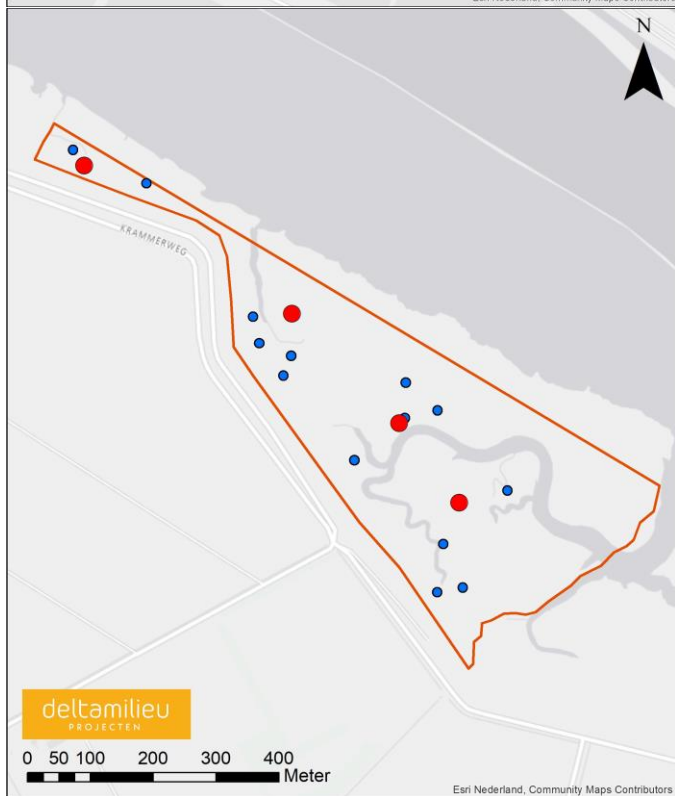 N
KRAMMERWEG
deltamilieu
PROJECTEN
0 50 100 200 300 400
Meter
Esri Nederland, Community Maps Contributors